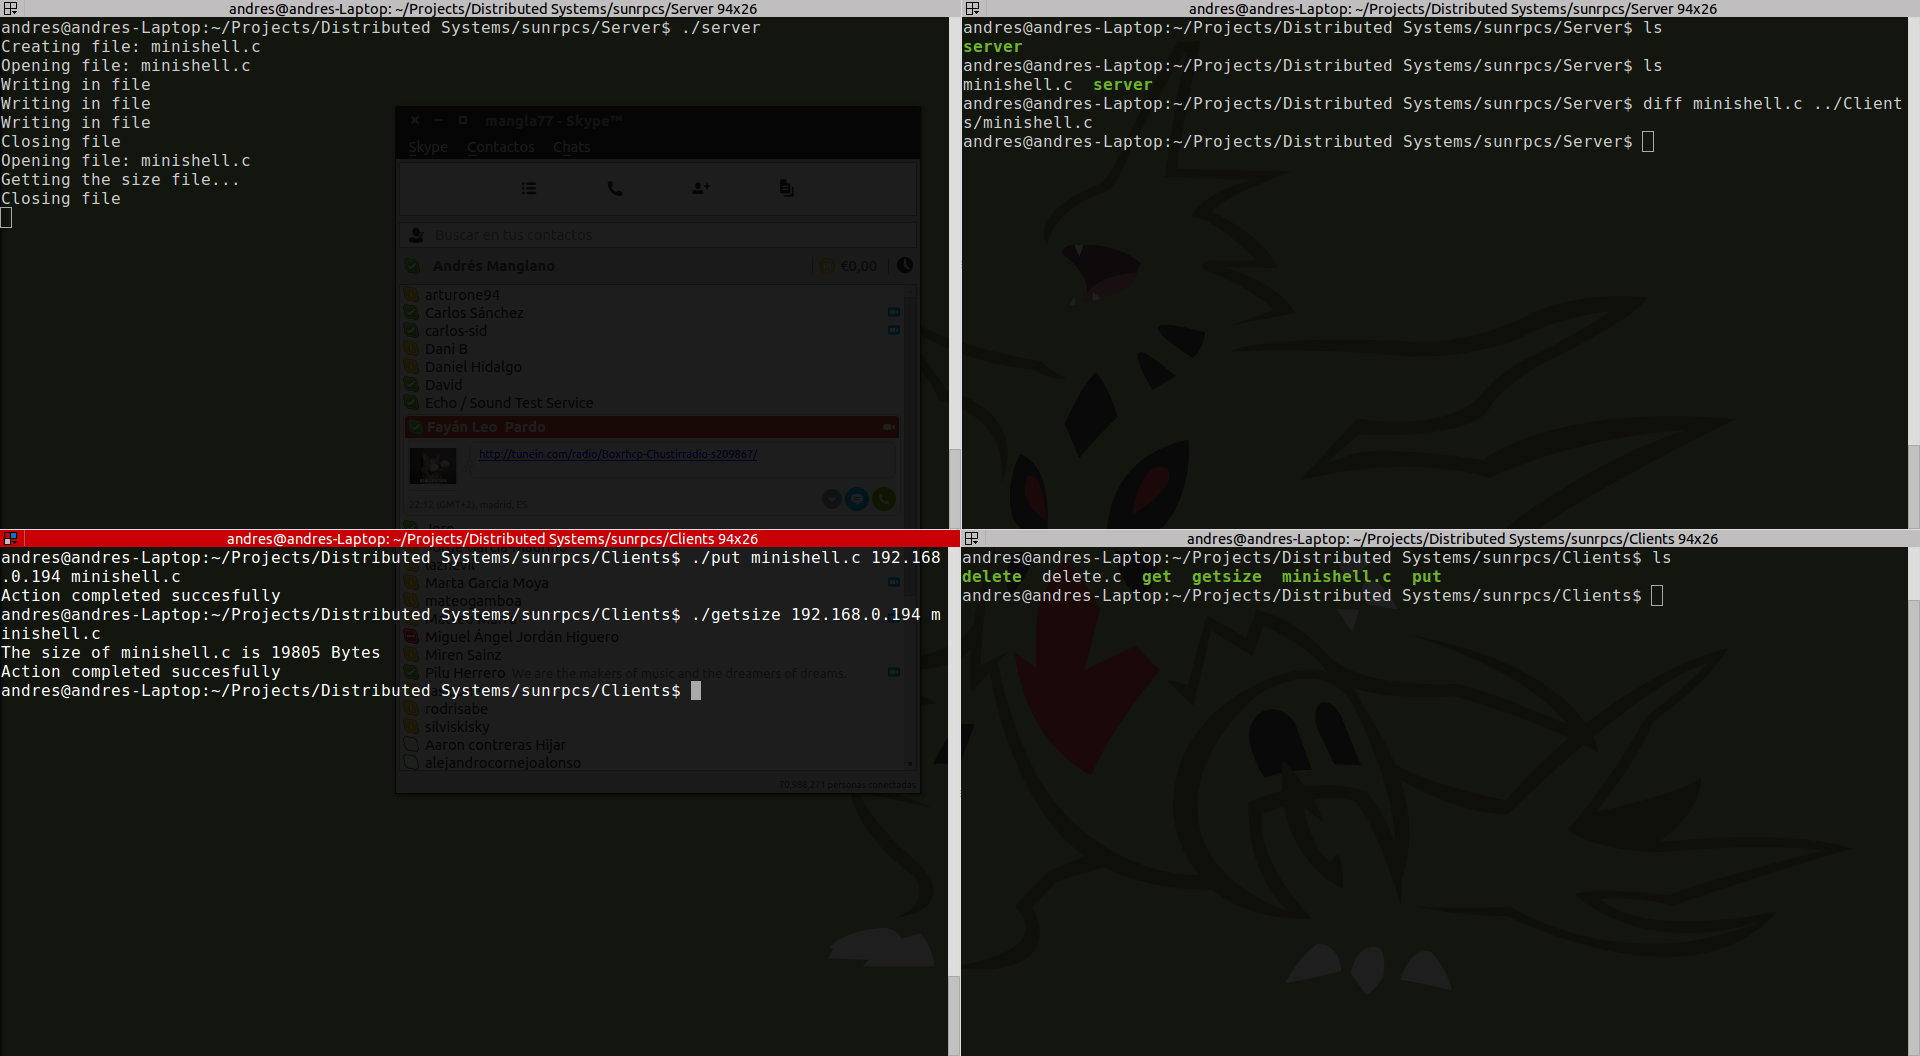 andres@andres-Laptop: ~/Projects/Distributed Systems/sunrpcs/Server 94x26
andres@andres-Laptop:~/Projects/Distributed Systems/sunrpcs/Server$ ./server
Creating file: minishell.c
Opening file: minishell.c
Writing in file
Writing in file
Writing in file
Closing file
Opening file: minishell.c
Getting the size file...
Closing file
andres@andres-Laptop: ~/Projects/Distributed Systems/sunrpcs/Server 94x26
andres@andres-Laptop:~/Projects/Distributed Systems/sunrpcs/Server$ ls
server
andres@andres-Laptop:~/Projects/Distributed Systems/sunrpcs/Server$ ls
minishell.c  server
andres@andres-Laptop:~/Projects/Distributed Systems/sunrpcs/Server$ diff minishell.c ../Client
s/minishell.c
andres@andres-Laptop:~/Projects/Distributed Systems/sunrpcs/Server$
mangla77 - Skype™
Skype Contactos Chats
Buscar en tus contactos
Andrés Manglano €0,00
arturone94
Carlos Sánchez
carlos-sid
Dani B
Daniel Hidalgo
David
Echo / Sound Test Service
Fayán Leo Pardo
http://tunein.com/radio/Boxrhcp-Chustirradio-s209867/
22:12 (GMT+2), madrid, ES
andres@andres-Laptop: ~/Projects/Distributed Systems/sunrpcs/Clients 94x26
andres@andres-Laptop:~/Projects/Distributed Systems/sunrpcs/Clients$ ./put minishell.c 192.168
.0.194 minishell.c
Action completed succesfully
andres@andres-Laptop:~/Projects/Distributed Systems/sunrpcs/Clients$ ./getsize 192.168.0.194 m
inishell.c
The size of minishell.c is 19805 Bytes
Action completed succesfully
andres@andres-Laptop:~/Projects/Distributed Systems/sunrpcs/Clients$
Marta Garcia Moya
mateogamboa
Miguel Ángel Jordán Higuero
Miren Sainz
Pilu Herrero We are the makers of music and the dreamers of dreams.
rodrisabe
silviskisky
Aaron contreras Hijar
alejandrocornejoalonso
70,988,271 personas conectadas
andres@andres-Laptop: ~/Projects/Distributed Systems/sunrpcs/Clients 94x26
andres@andres-Laptop:~/Projects/Distributed Systems/sunrpcs/Clients$ ls
delete  delete.c  get  getsize  minishell.c  put
andres@andres-Laptop:~/Projects/Distributed Systems/sunrpcs/Clients$